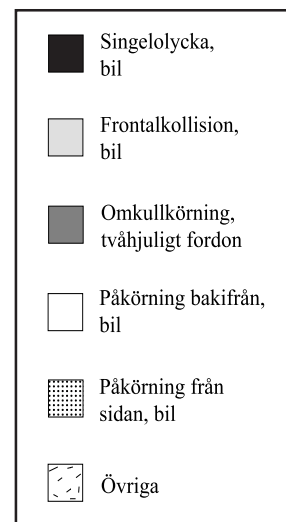 Singelolycka,
bil
Frontalkollision,
bil
Omkullkörning,
tvåhjuligt fordon
Påkörning bakifrån,
bil
Påkörning från
sidan, bil
Övriga